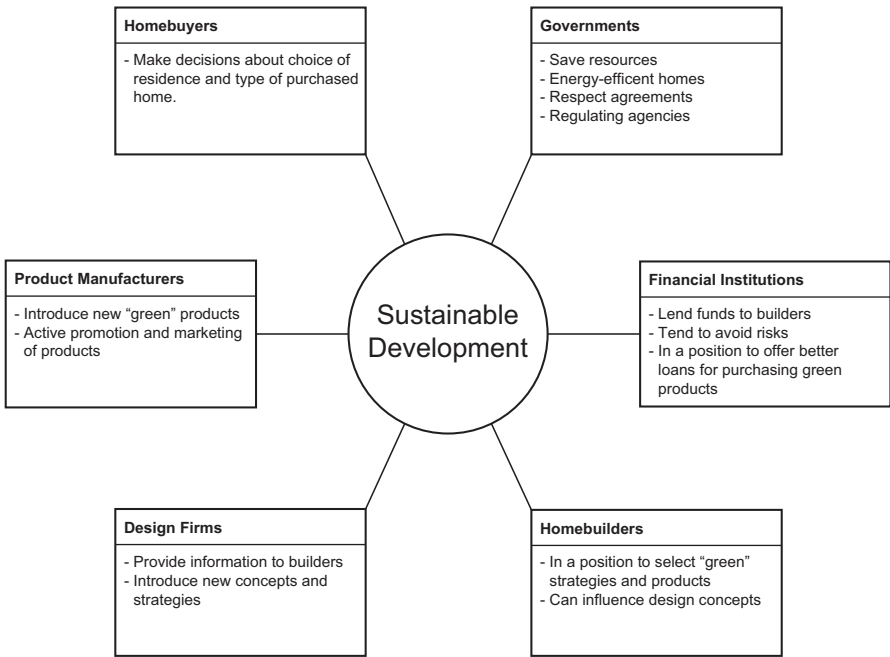 Homebuyers
- Make decisions about choice of
residence and type of purchased
home.
Governments
- Save resources
- Energy-efficent homes
- Respect agreements
- Regulating agencies
Product Manufacturers
- Introduce new “green” products
- Active promotion and marketing
of products
Sustainable
Development
Financial Institutions
- Lend funds to builders
- Tend to avoid risks
- In a position to offer better
loans for purchasing green
products
Design Firms
- Provide information to builders
- Introduce new concepts and
strategies
Homebuilders
- In a position to select “green”
strategies and products
- Can influence design concepts